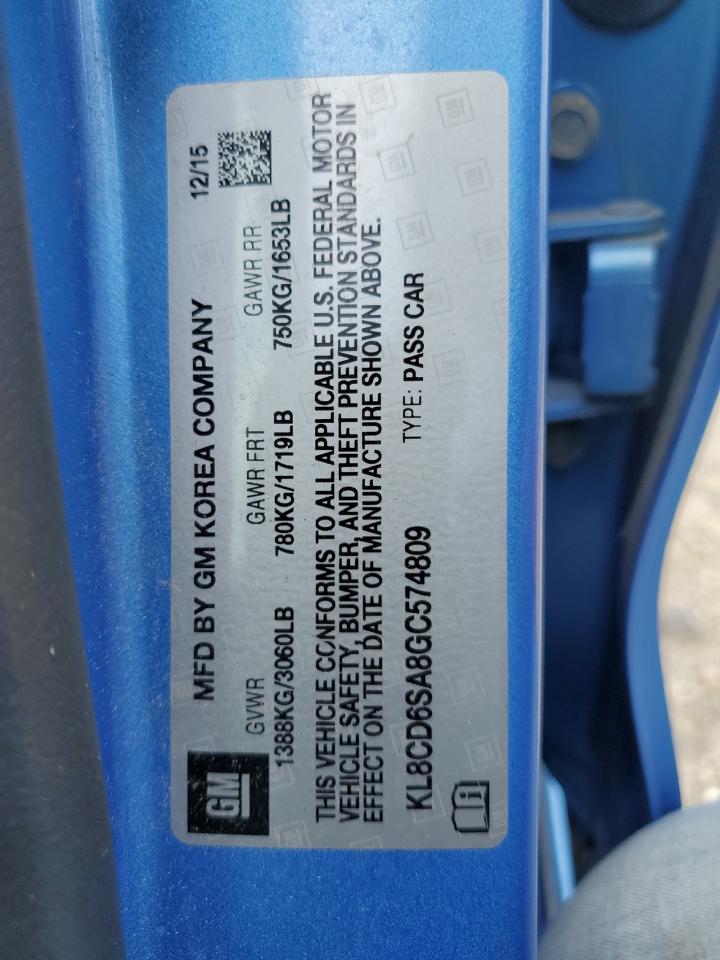 MFD BY GM KOREA COMPANY 12/15
GVWR GAWR FRT GAWR RR
1388KG/3060LB 780KG/1719LB 750KG/1653LB
THIS VEHICLE CONFORMS TO ALL APPLICABLE U.S. FEDERAL MOTOR
VEHICLE SAFETY, BUMPER, AND THEFT PREVENTION STANDARDS IN
EFFECT ON THE DATE OF MANUFACTURE SHOWN ABOVE.
KL8CD6SA8GC574809 TYPE: PASS CAR
GM